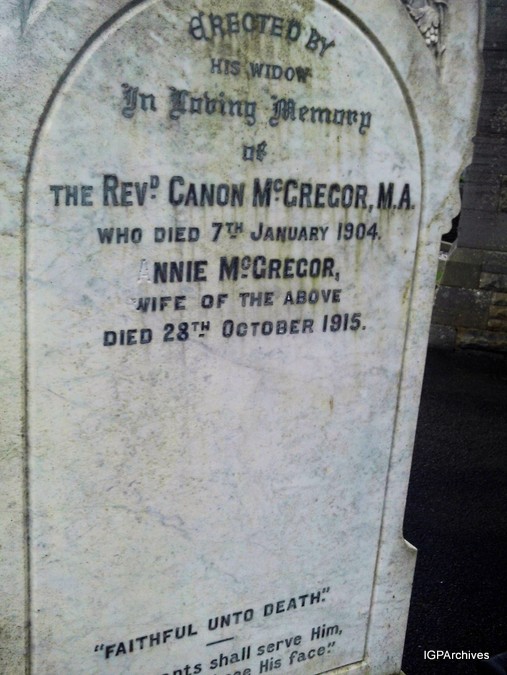 ERECTED BY
HIS WIDOW
In Loving Memory
of
THE REVD CANON MCGREGOR, M.A.
WHO DIED 7TH JANUARY 1904.
ANNIE MCGREGOR,
WIFE OF THE ABOVE
DIED 28TH OCTOBER 1915.
"FAITHFUL UNTO DEATH."
shall serve Him,
His face."
IGPArchives